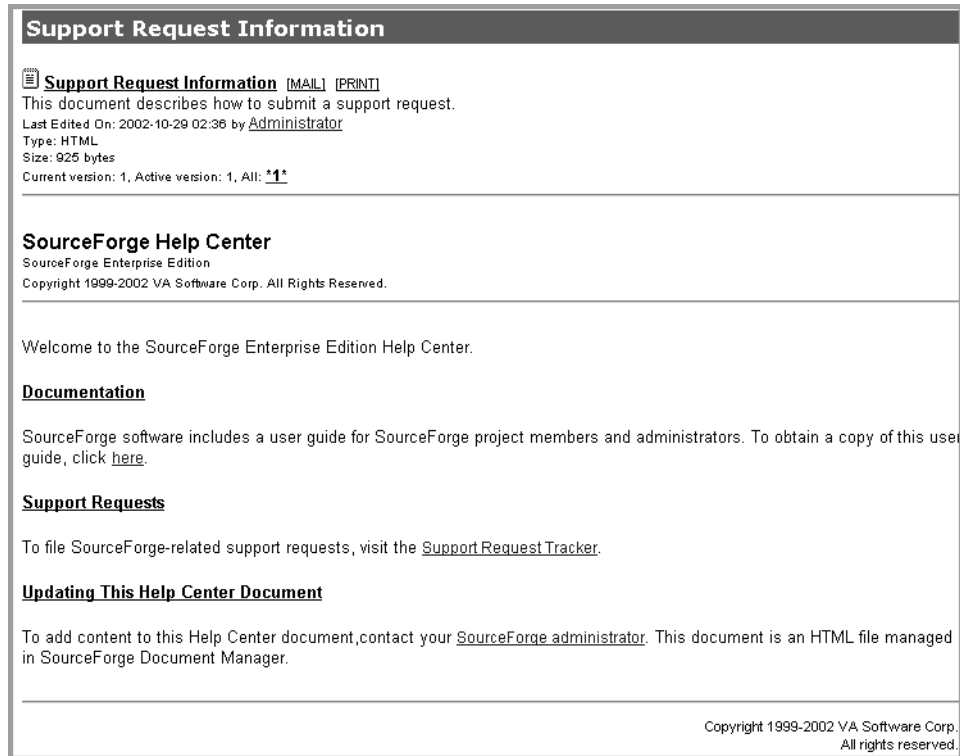 Support Request Information
Support Request Information [MAIL] [PRINT]
This document describes how to submit a support request.
Last Edited On: 2002-10-29 02:36 by Administrator
Type: HTML
Size: 925 bytes
Current version: 1, Active version: 1, All: *1*
SourceForge Help Center
SourceForge Enterprise Edition
Copyright 1999-2002 VA Software Corp. All Rights Reserved.
Welcome to the SourceForge Enterprise Edition Help Center.
Documentation
SourceForge software includes a user guide for SourceForge project members and administrators. To obtain a copy of this user
guide, click here.
Support Requests
To file SourceForge-related support requests, visit the Support Request Tracker.
Updating This Help Center Document
To add content to this Help Center document,contact your SourceForge administrator. This document is an HTML file managed
in SourceForge Document Manager.
Copyright 1999-2002 VA Software Corp.
All rights reserved.